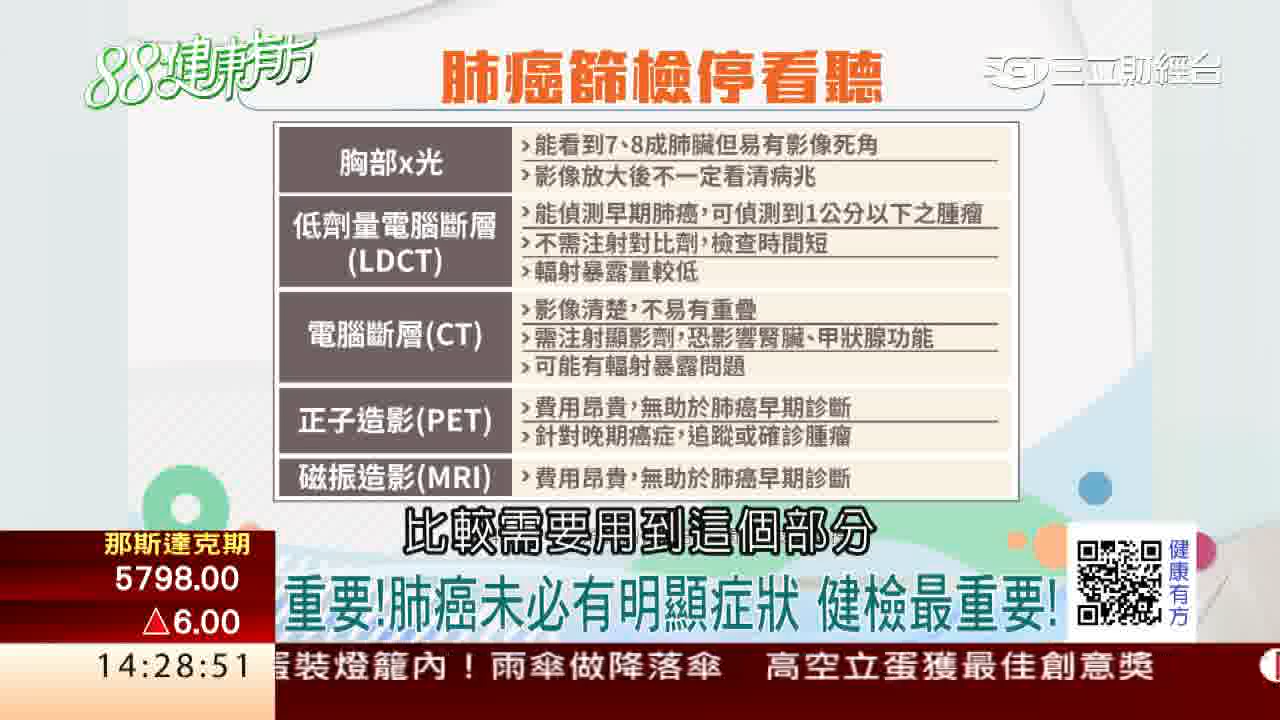 88健康有方
肺癌篩檢停看聽
三立財經台
胸部x光
›能看到7、8成肺臟但易有影像死角
›影像放大後不一定看清病兆
低劑量電腦斷層
(LDCT)
›能偵測早期肺癌,可偵測到1公分以下之腫瘤
›不需注射對比劑,檢查時間短
›輻射暴露量較低
電腦斷層(CT)
›影像清楚,不易有重疊
›需注射顯影劑,恐影響腎臟、甲狀腺功能
›可能有輻射暴露問題
正子造影(PET)
›費用昂貴,無助於肺癌早期診斷
›針對晚期癌症,追蹤或確診腫瘤
磁振造影(MRI)
›費用昂貴,無助於肺癌早期診斷
比較需要用到這個部分
那斯達克期
5798.00
△6.00
重要!肺癌未必有明顯症狀 健檢最重要!
健康有方
14:28:51
蛋裝燈籠內!雨傘做降落傘 高空立蛋獲最佳創意獎